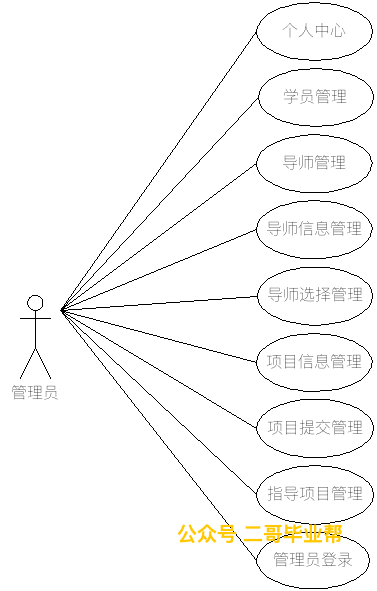 个人中心
学员管理
导师管理
导师信息管理
导师选择管理
项目信息管理
管理员
项目提交管理
指导项目管理
公众号 二哥毕业帮
管理员登录